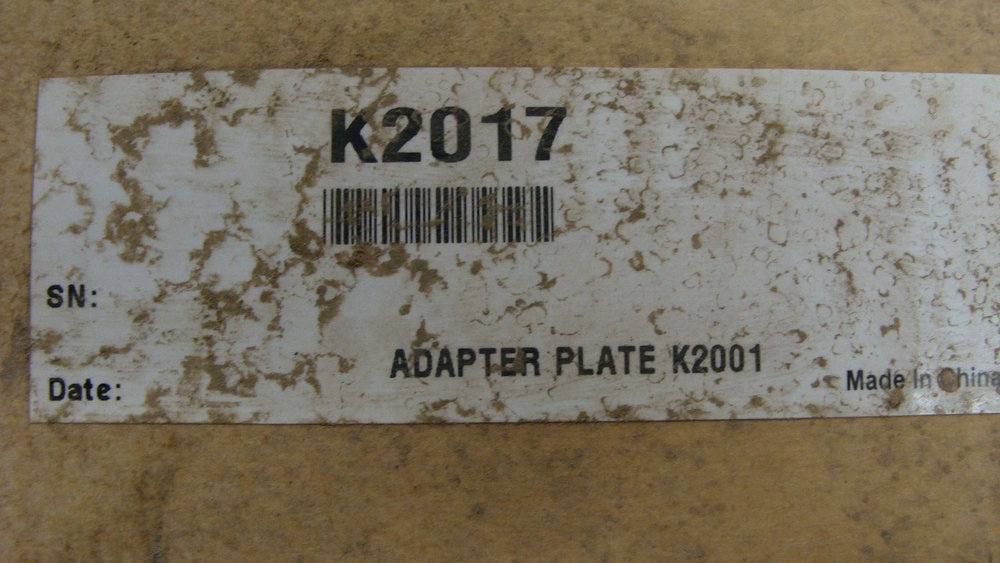 K2017
SN:
ADAPTER PLATE K2001
Date:
Made In China